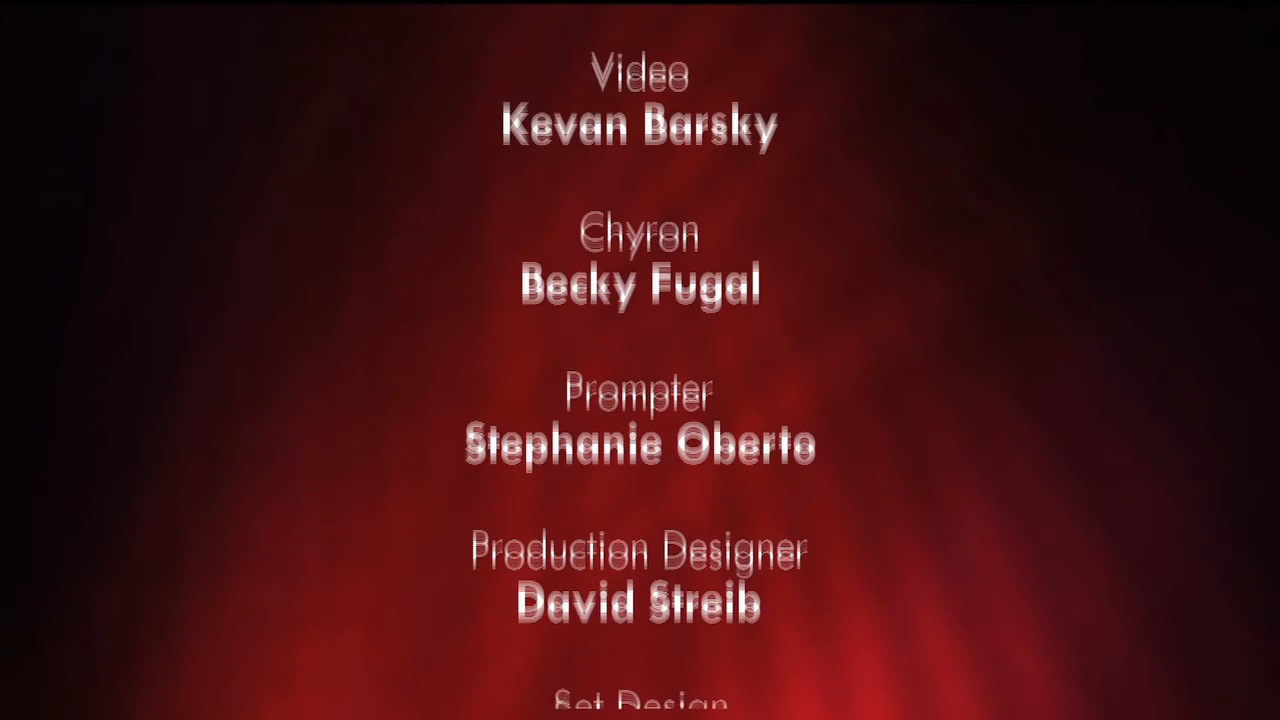 Video
Kevan Barsky
Chyron
Becky Fugal
Prompter
Stephanie Oberto
Production Designer
David Streib
Set Design